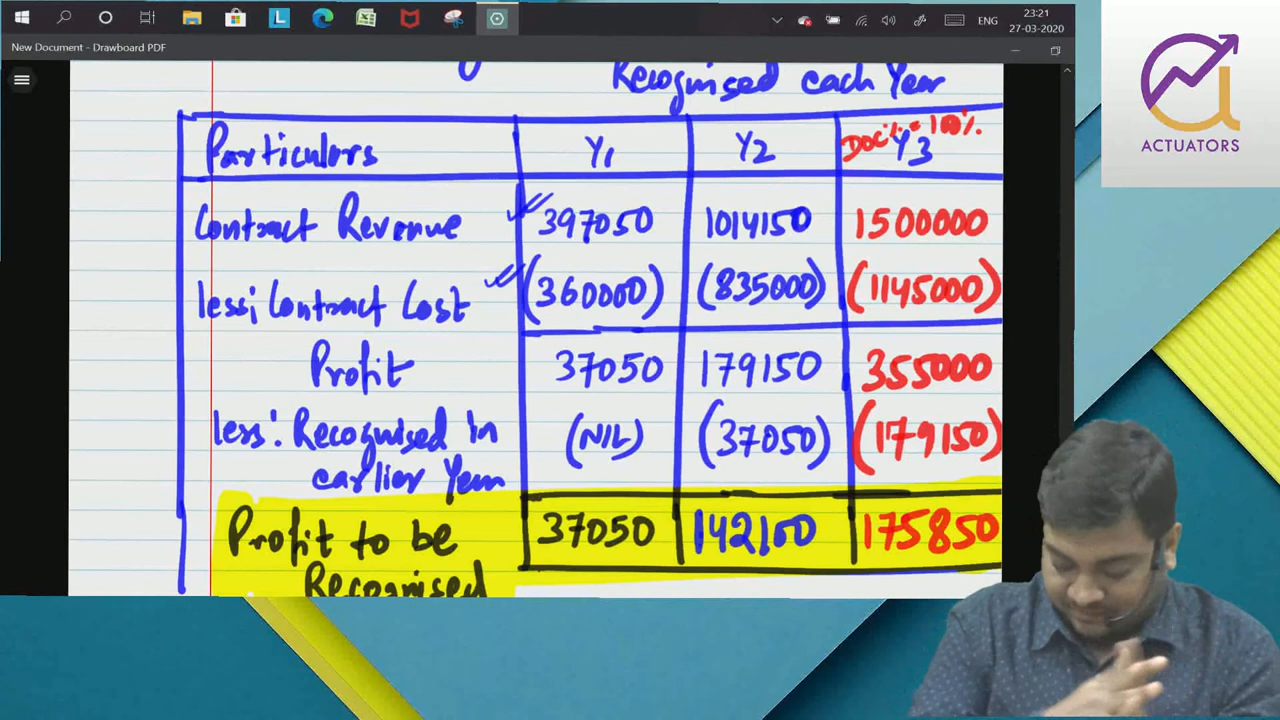 23:21
ENG
27-03-2020
New Document - Drawboard PDF
ACTUATORS
Recognised each Year
Particulars Y1 Y2 DOC% = 100% Y3
Contract Revenue 397050 1014150 1500000
less; Contract Cost (360000) (835000) (1145000)
Profit 37050 179150 355000
less: Recognised in (NIL) (37050) (179150)
earlier Year
Profit to be 37050 142100 175850
Recognised